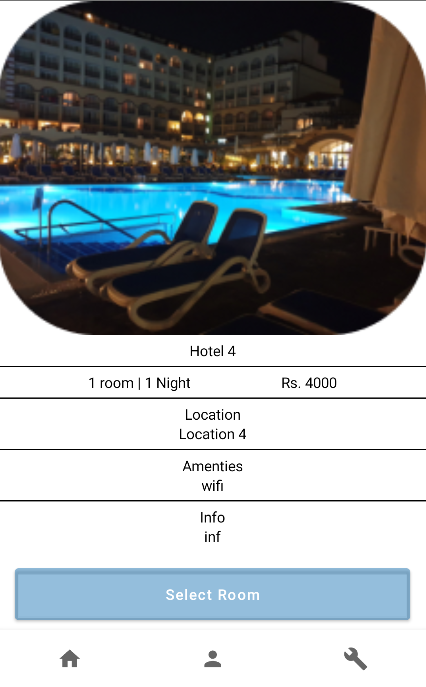 Hotel 4
1 room | 1 Night Rs. 4000
Location
Location 4
Amenties
wifi
Info
inf
Select Room